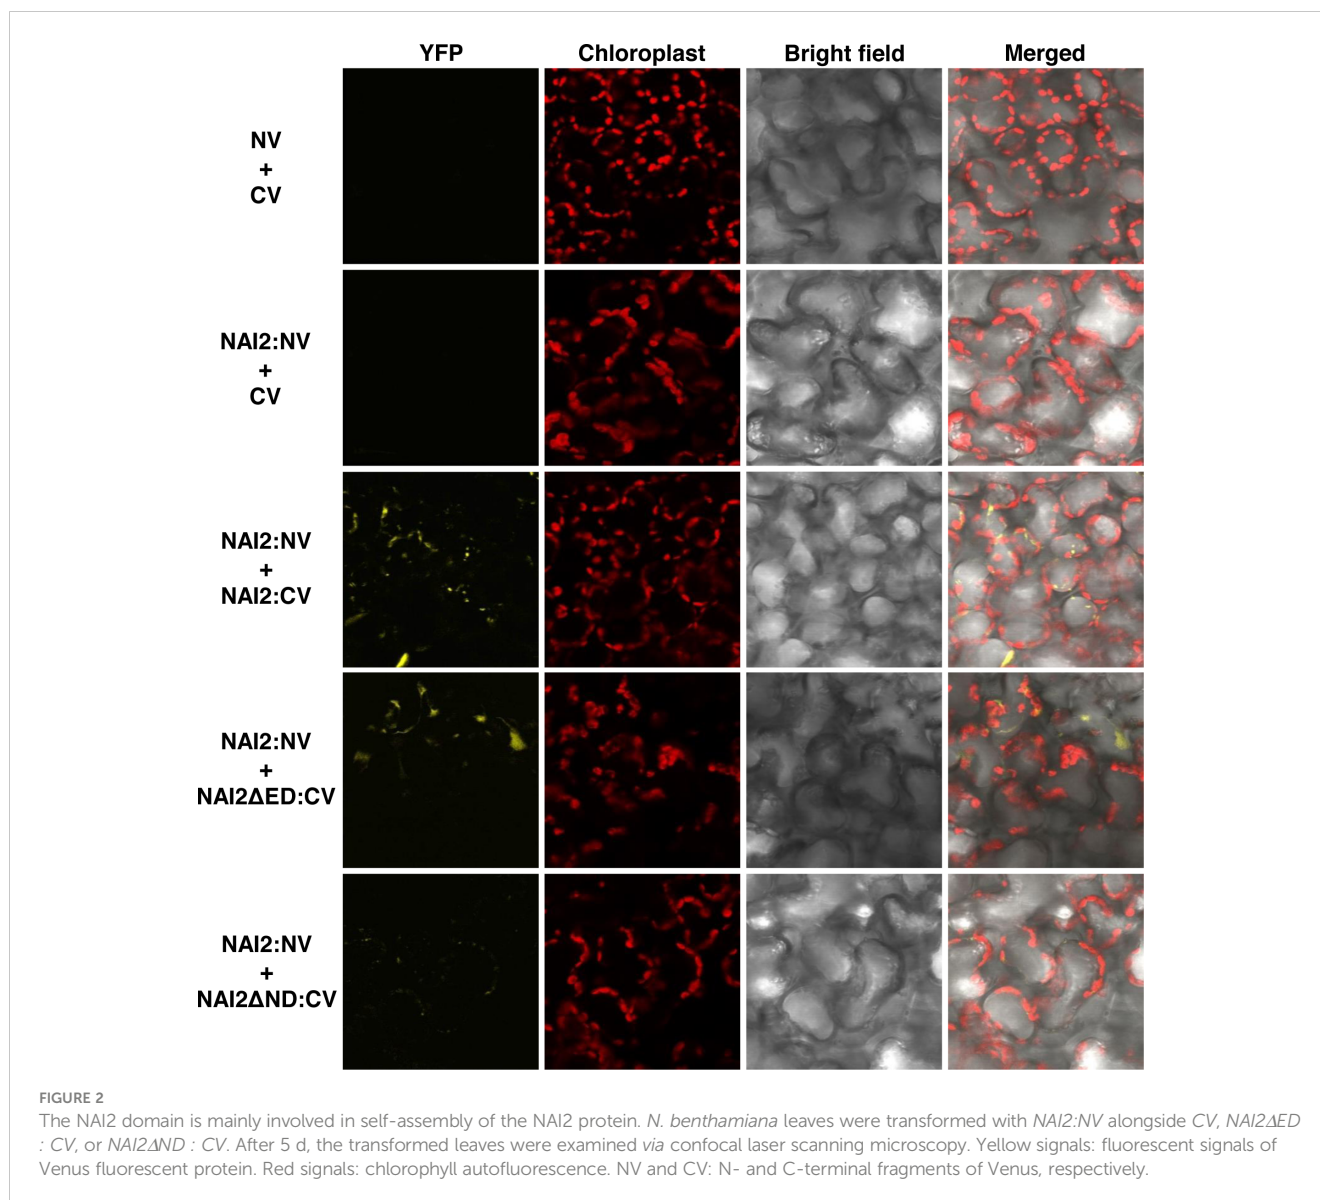 YFP Chloroplast Bright field Merged
NV
+
CV
NAI2:NV
+
CV
NAI2:NV
+
NAI2:CV
NAI2:NV
+
NAI2ΔED:CV
NAI2:NV
+
NAI2ΔND:CV
FIGURE 2
The NAI2 domain is mainly involved in self-assembly of the NAI2 protein. N. benthamiana leaves were transformed with NAI2:NV alongside CV, NAI2ΔED
: CV, or NAI2ΔND : CV. After 5 d, the transformed leaves were examined via confocal laser scanning microscopy. Yellow signals: fluorescent signals of
Venus fluorescent protein. Red signals: chlorophyll autofluorescence. NV and CV: N- and C-terminal fragments of Venus, respectively.